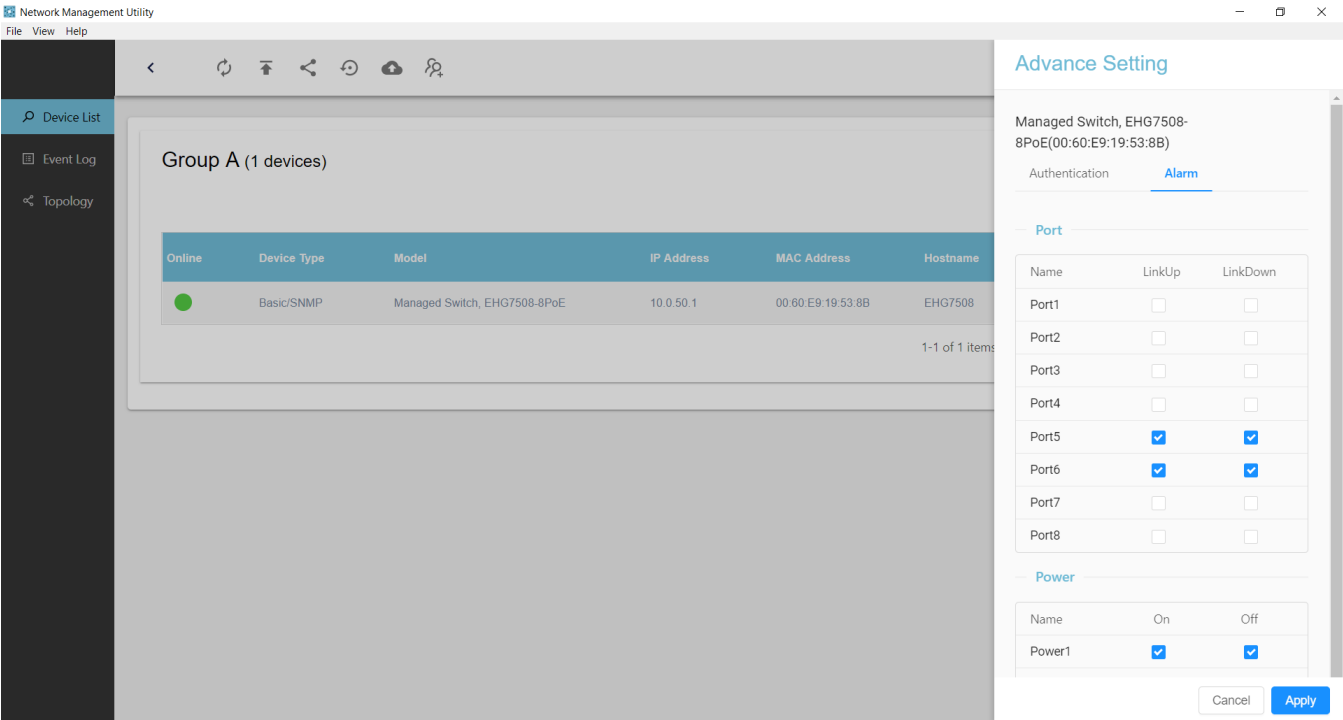 Network Management Utility
File View Help
Device List
Event Log
Topology
Group A (1 devices)
Online Device Type Model IP Address MAC Address Hostname
Basic/SNMP Managed Switch, EHG7508-8PoE 10.0.50.1 00:60:E9:19:53:8B EHG7508
1-1 of 1 items
Advance Setting
Managed Switch, EHG7508-
8PoE(00:60:E9:19:53:8B)
Authentication Alarm
Port
Name LinkUp LinkDown
Port1
Port2
Port3
Port4
Port5
Port6
Port7
Port8
Power
Name On Off
Power1
Cancel Apply